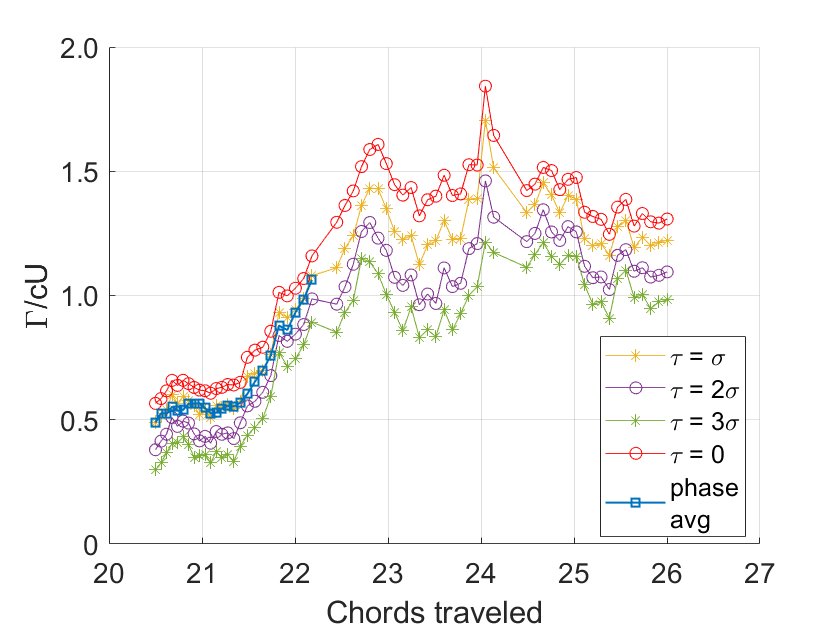 2.0
1.5
1.0
0.5
0
Γ/cU
20 21 22 23 24 25 26 27
Chords traveled
τ = σ
τ = 2σ
τ = 3σ
τ = 0
phase
avg